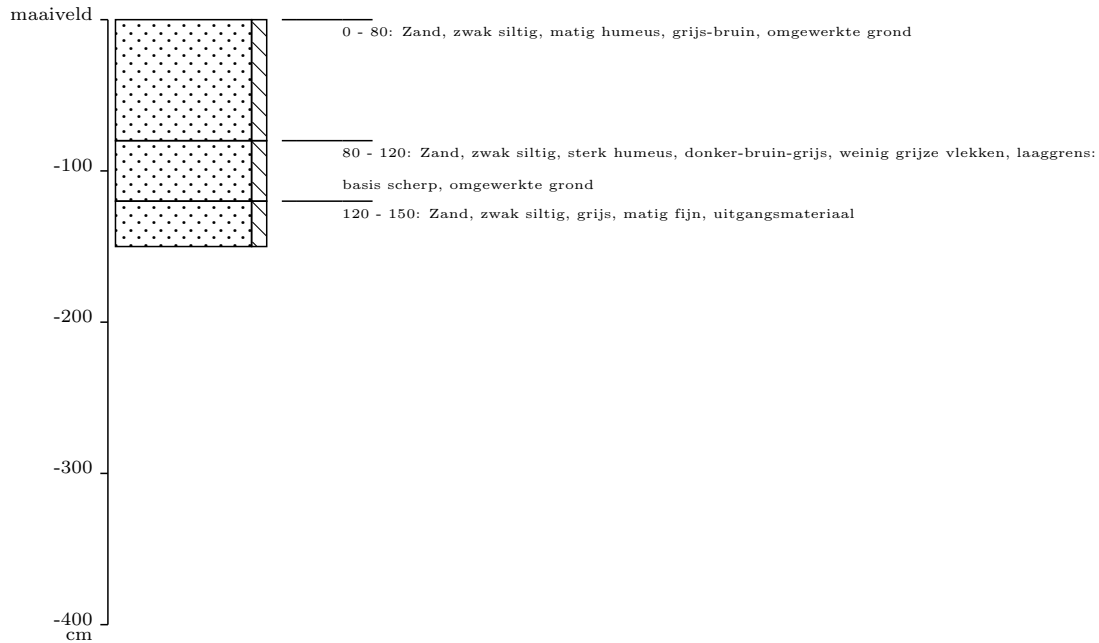 maaiveld
0 - 80: Zand, zwak siltig, matig humeus, grijs-bruin, omgewerkte grond
80 - 120: Zand, zwak siltig, sterk humeus, donker-bruin-grijs, weinig grijze vlekken, laaggrens:
-100
basis scherp, omgewerkte grond
120 - 150: Zand, zwak siltig, grijs, matig fijn, uitgangsmateriaal
-200
-300
-400
cm